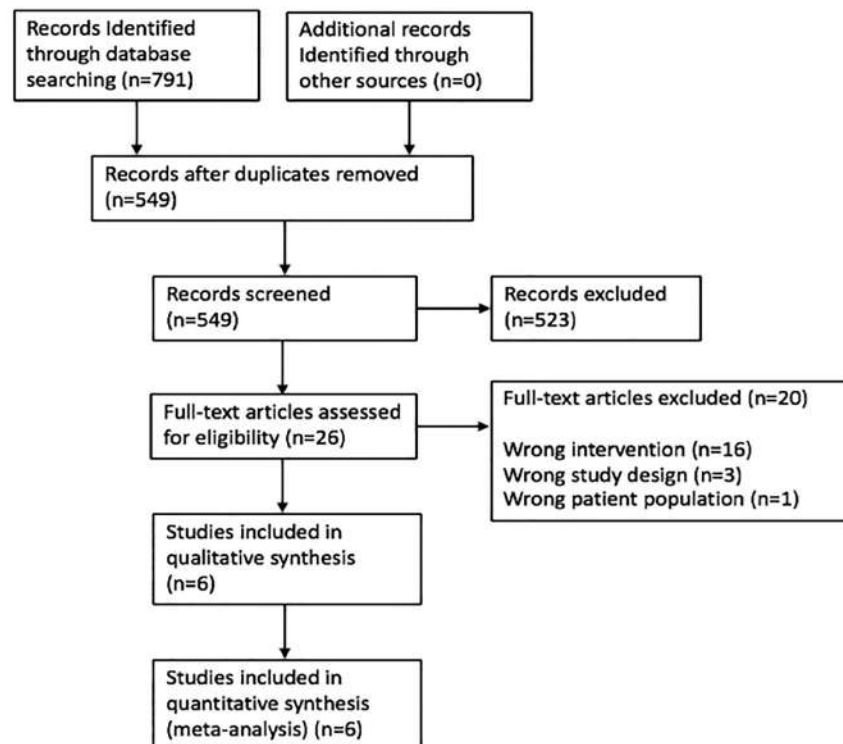 Records Identified
through database
searching (n=791)
Additional records
Identified through
other sources (n=0)
Records after duplicates removed
(n=549)
Records screened
(n=549)
Records excluded
(n=523)
Full-text articles assessed
for eligibility (n=26)
Full-text articles excluded (n=20)
Wrong intervention (n=16)
Wrong study design (n=3)
Wrong patient population (n=1)
Studies included in
qualitative synthesis
(n=6)
Studies included in
quantitative synthesis
(meta-analysis) (n=6)